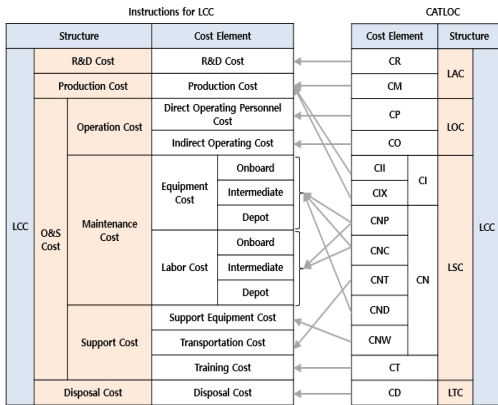 Instructions for LCC
CATLOC
Structure
Cost Element
Cost Element
Structure
LCC
R&D Cost
R&D Cost
CR
LAC
LCC
Production Cost
Production Cost
CM
O&S
Cost
Operation Cost
Direct Operating Personnel
Cost
CP
LOC
Indirect Operating Cost
CO
Maintenance
Cost
Equipment
Cost
Onboard
Intermediate
Depot
CII
CIX
CI
LSC
Labor Cost
Onboard
Intermediate
Depot
CNP
CNC
CNT
CND
CNW
CN
Support Cost
Support Equipment Cost
Transportation Cost
Training Cost
CT
Disposal Cost
Disposal Cost
CD
LTC